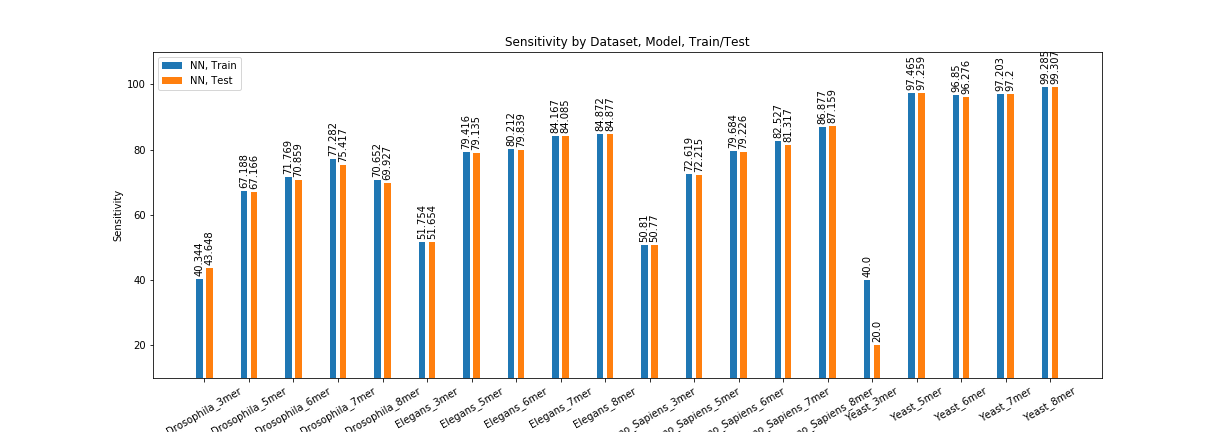 Sensitivity by Dataset, Model, Train/Test
NN, Train
NN, Test
Sensitivity
100
80
60
40
20
40.344
43.648
67.188
67.166
71.769
70.859
77.282
75.417
70.652
69.927
51.754
51.654
79.416
79.135
80.212
79.839
84.167
84.085
84.872
84.877
50.81
50.77
72.619
72.215
79.684
79.226
82.527
81.317
86.877
87.159
40.0
20.0
97.465
97.259
96.85
96.276
97.203
97.2
99.285
99.307
Drosophila_3mer
Drosophila_5mer
Drosophila_6mer
Drosophila_7mer
Drosophila_8mer
Elegans_3mer
Elegans_5mer
Elegans_6mer
Elegans_7mer
Elegans_8mer
o_Sapiens_3mer
o_Sapiens_5mer
o_Sapiens_6mer
o_Sapiens_7mer
o_Sapiens_8mer
Yeast_3mer
Yeast_5mer
Yeast_6mer
Yeast_7mer
Yeast_8mer